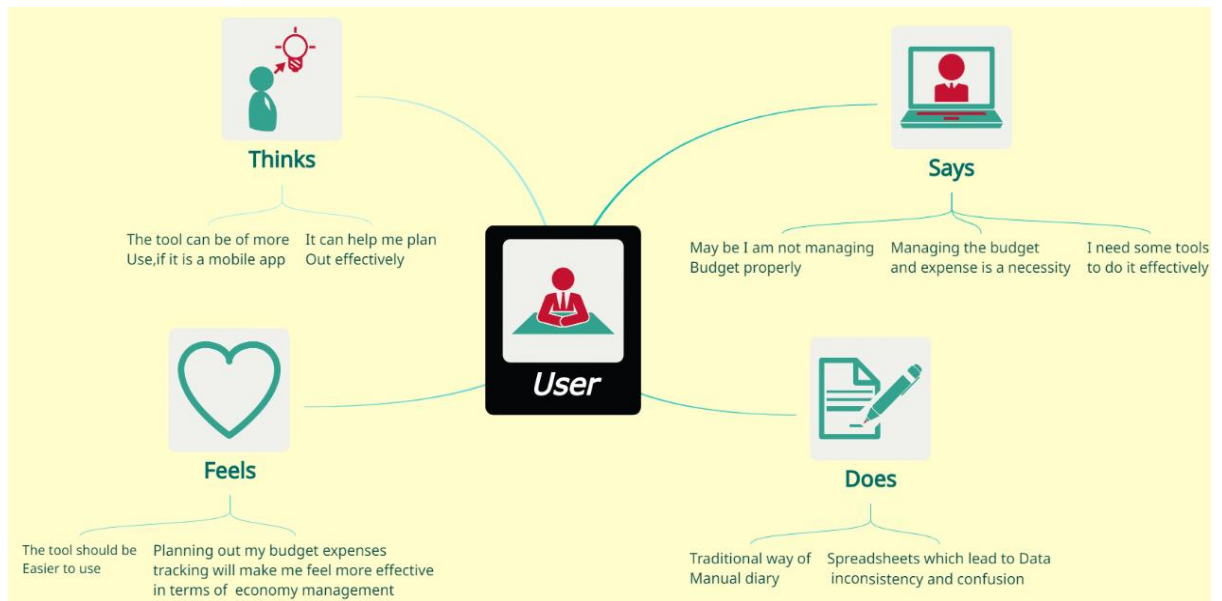 Thinks
The tool can be of more
Use,if it is a mobile app
It can help me plan
Out effectively
Says
May be I am not managing
Budget properly
Managing the budget
and expense is a necessity
I need some tools
to do it effectively
User
Feels
The tool should be
Easier to use
Planning out my budget expenses
tracking will make me feel more effective
in terms of economy management
Does
Traditional way of
Manual diary
Spreadsheets which lead to Data
inconsistency and confusion